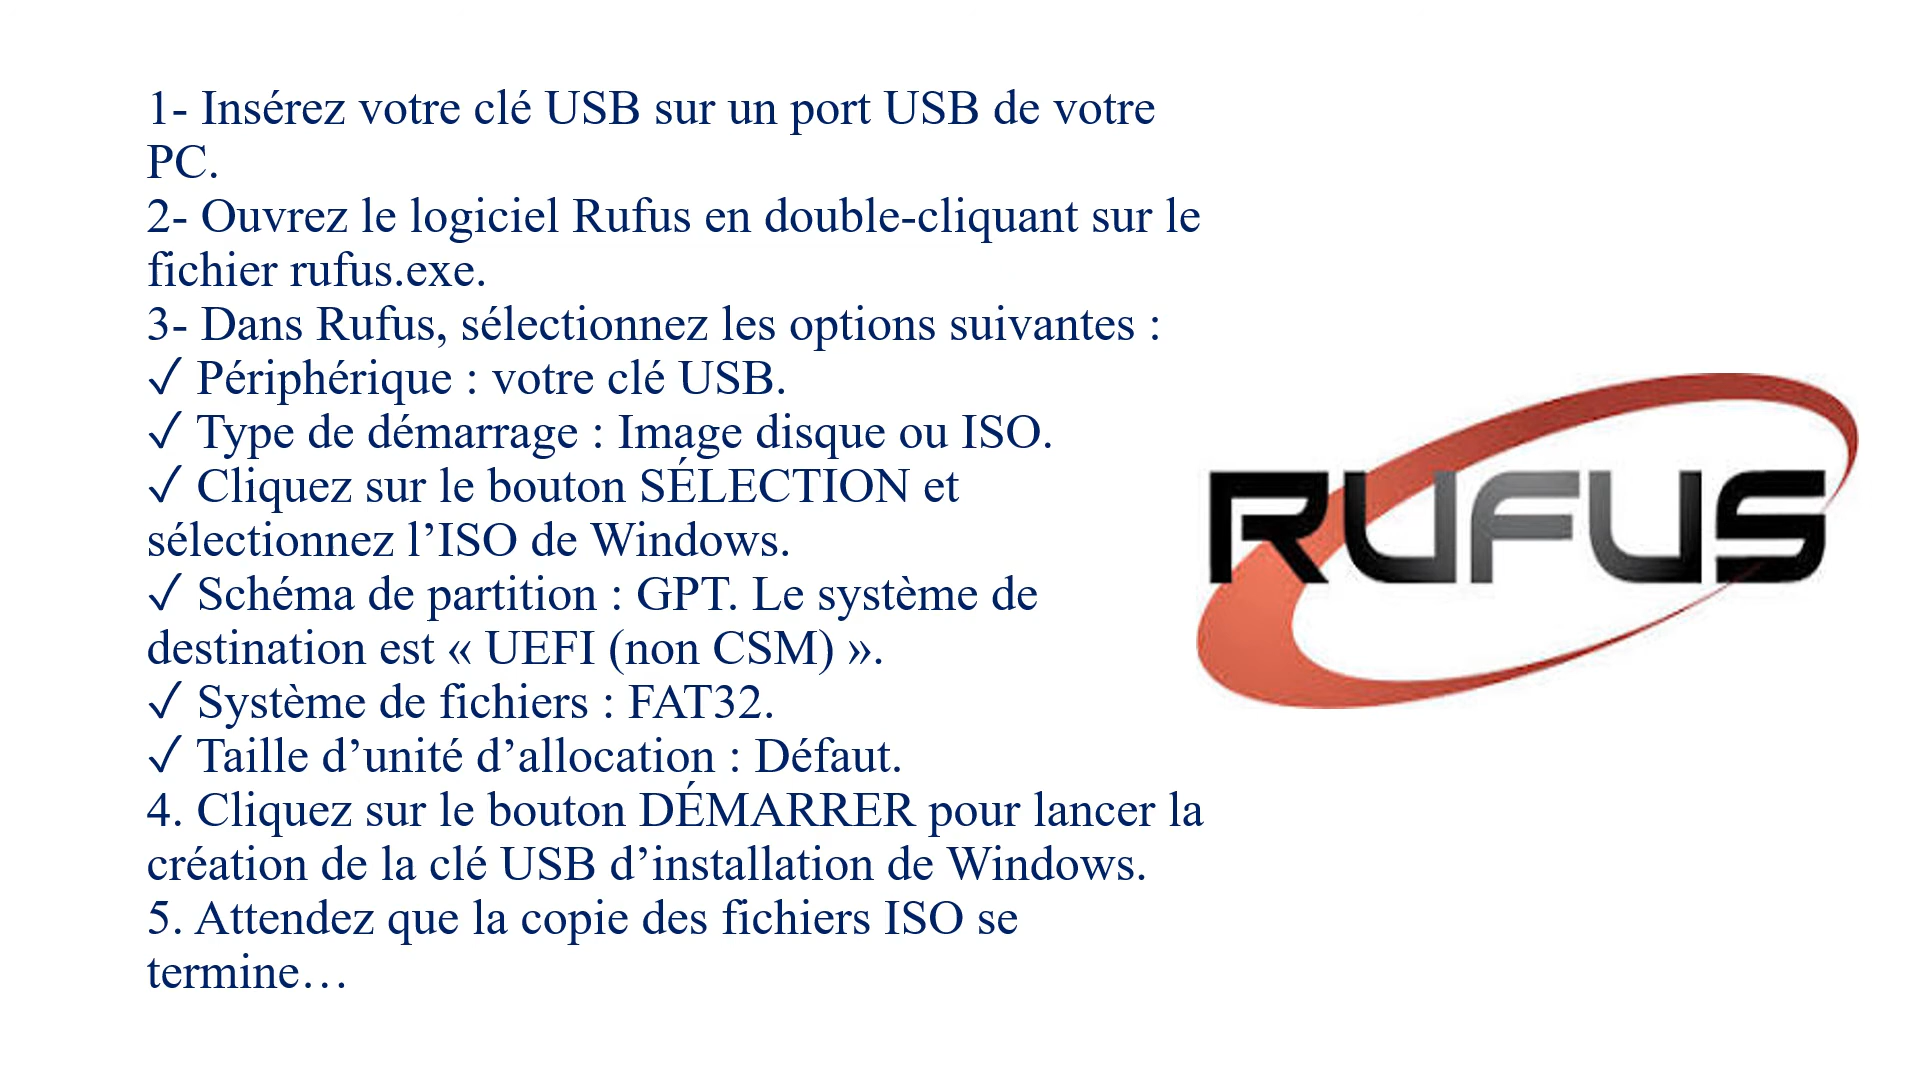 1- Insérez votre clé USB sur un port USB de votre
PC.
2- Ouvrez le logiciel Rufus en double-cliquant sur le
fichier rufus.exe.
3- Dans Rufus, sélectionnez les options suivantes :
✓ Périphérique : votre clé USB.
✓ Type de démarrage : Image disque ou ISO.
✓ Cliquez sur le bouton SÉLECTION et
sélectionnez l’ISO de Windows.
✓ Schéma de partition : GPT. Le système de
destination est « UEFI (non CSM) ».
✓ Système de fichiers : FAT32.
✓ Taille d’unité d’allocation : Défaut.
4. Cliquez sur le bouton DÉMARRER pour lancer la
création de la clé USB d’installation de Windows.
5. Attendez que la copie des fichiers ISO se
termine…
RUFUS